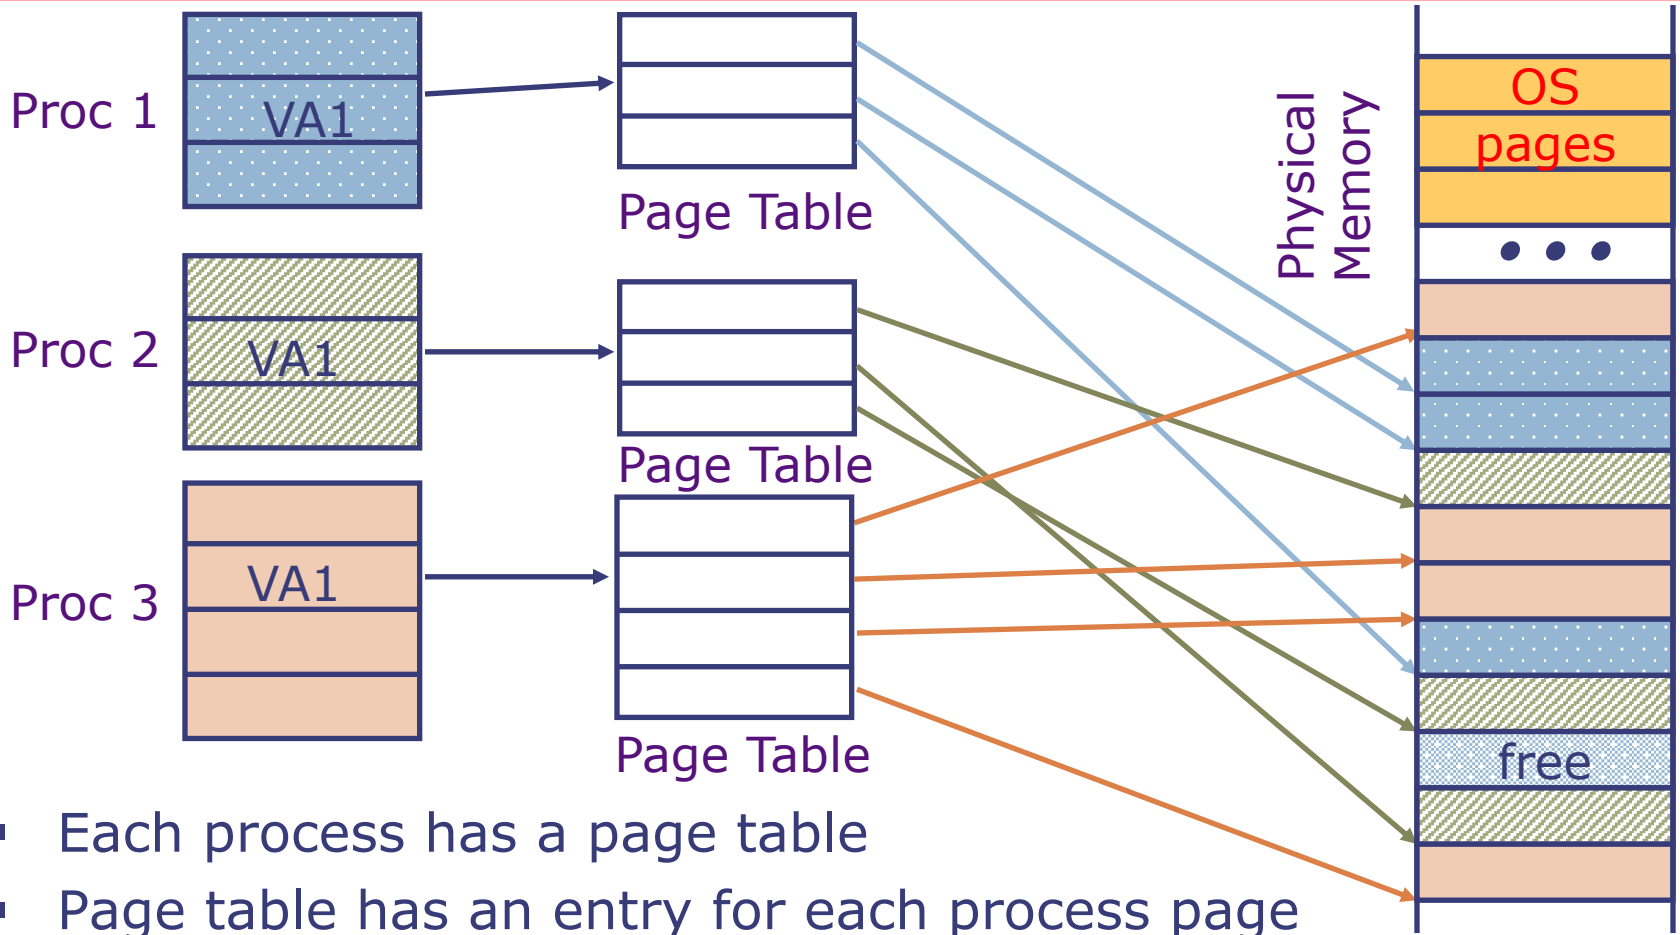 Proc 1
VA1
Page Table
Proc 2
VA1
Page Table
Proc 3
VA1
Page Table
Physical
Memory
OS
pages
• • •
free
▪ Each process has a page table
▪ Page table has an entry for each process page